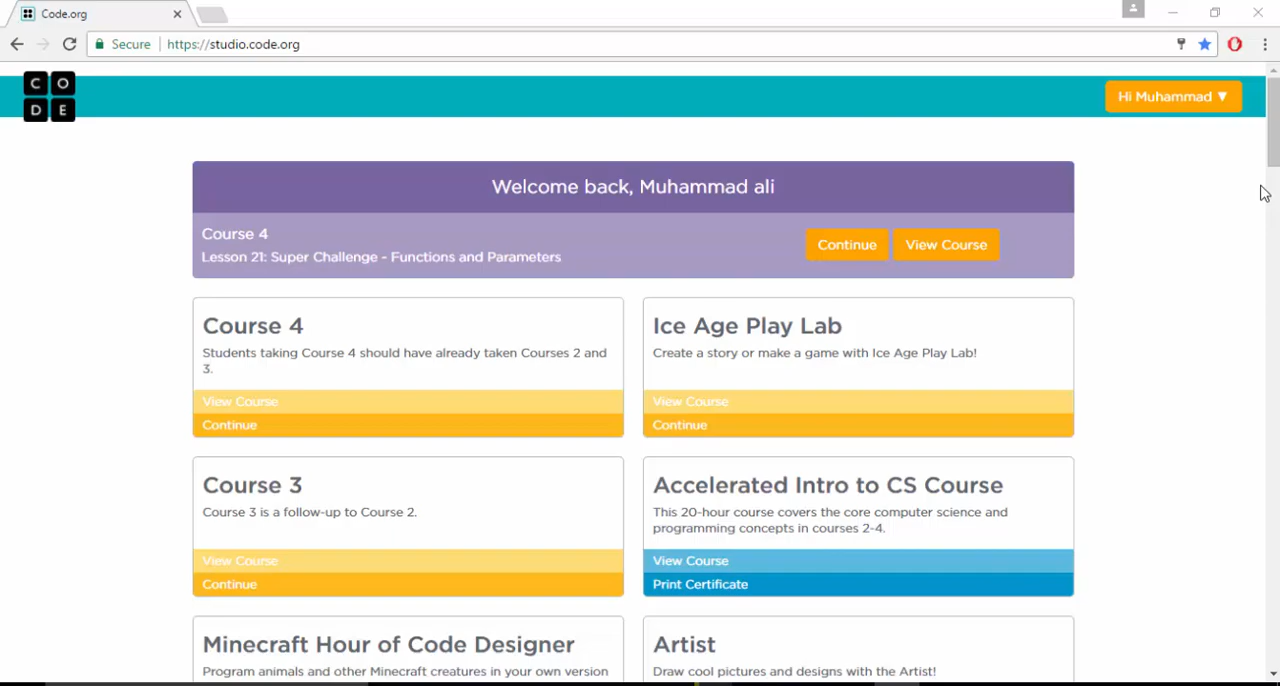 Code.org
Secure https://studio.code.org
C O
D E
Hi Muhammad ▼
Welcome back, Muhammad ali
Course 4
Lesson 21: Super Challenge - Functions and Parameters
Continue View Course
Course 4
Students taking Course 4 should have already taken Courses 2 and
3.
View Course
Continue
Ice Age Play Lab
Create a story or make a game with Ice Age Play Lab!
View Course
Continue
Course 3
Course 3 is a follow-up to Course 2.
View Course
Continue
Accelerated Intro to CS Course
This 20-hour course covers the core computer science and
programming concepts in courses 2-4.
View Course
Print Certificate
Minecraft Hour of Code Designer
Program animals and other Minecraft creatures in your own version
Artist
Draw cool pictures and designs with the Artist!